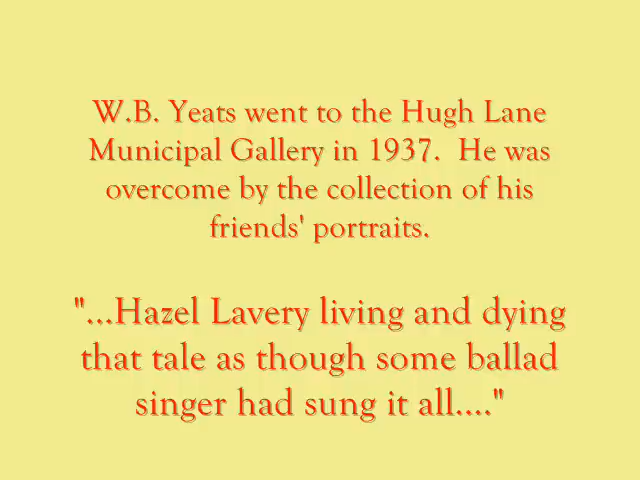 W.B. Yeats went to the Hugh Lane
Municipal Gallery in 1937.  He was
overcome by the collection of his
friends' portraits.
"...Hazel Lavery living and dying
that tale as though some ballad
singer had sung it all...."